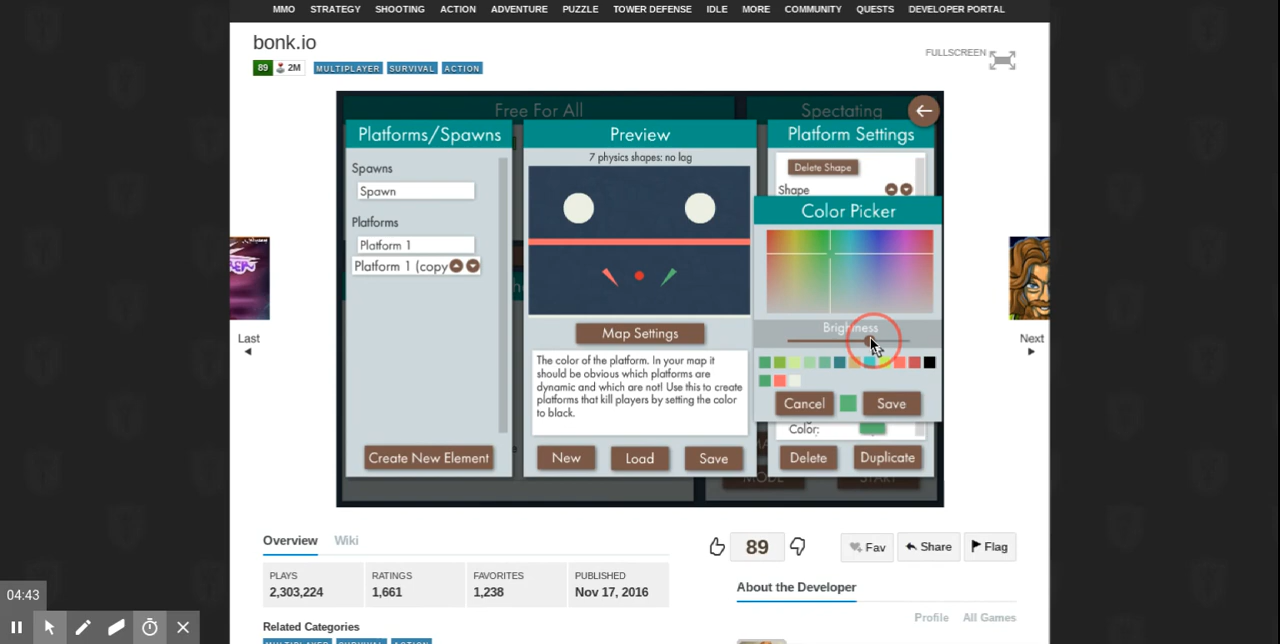 MMO STRATEGY SHOOTING ACTION ADVENTURE PUZZLE TOWER DEFENSE IDLE MORE COMMUNITY QUESTS DEVELOPER PORTAL
bonk.io
FULLSCREEN
89 2M MULTIPLAYER SURVIVAL ACTION
Free For All Spectating
Platforms/Spawns Preview Platform Settings
7 physics shapes: no lag
Delete Shape
Spawns
Shape
Spawn
Color Picker
Platforms
Platform 1
Platform 1 (copy
Brightness
Map Settings
Last Next
The color of the platform. In your map it
should be obvious which platforms are
dynamic and which are not! Use this to create
platforms that kill players by setting the color
to black.
Cancel Save
Color:
Create New Element New Load Save Delete Duplicate
MODE START
Overview Wiki
89 Fav Share Flag
PLAYS RATINGS FAVORITES PUBLISHED
2,303,224 1,661 1,238 Nov 17, 2016
About the Developer
04:43
Profile All Games
Related Categories
MULTIPLAYER SURVIVAL ACTION